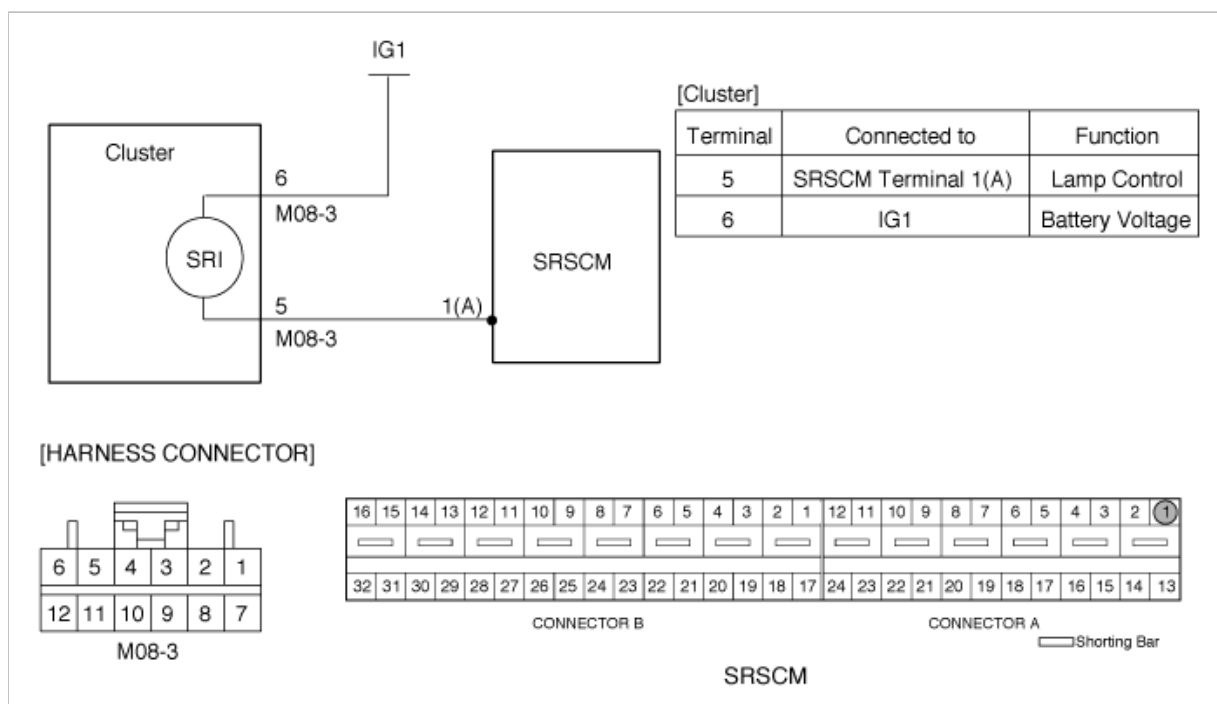 IG1
[Cluster]
Terminal Connected to Function
5 SRSCM Terminal 1(A) Lamp Control
6 IG1 Battery Voltage
Cluster
6
M08-3
SRI
SRSCM
5
1(A)
M08-3
[HARNESS CONNECTOR]
6 5 4 3 2 1
12 11 10 9 8 7
M08-3
16 15 14 13 12 11 10 9 8 7 6 5 4 3 2 1 12 11 10 9 8 7 6 5 4 3 2 1
32 31 30 29 28 27 26 25 24 23 22 21 20 19 18 17 24 23 22 21 20 19 18 17 16 15 14 13
CONNECTOR B
CONNECTOR A
Shorting Bar
SRSCM